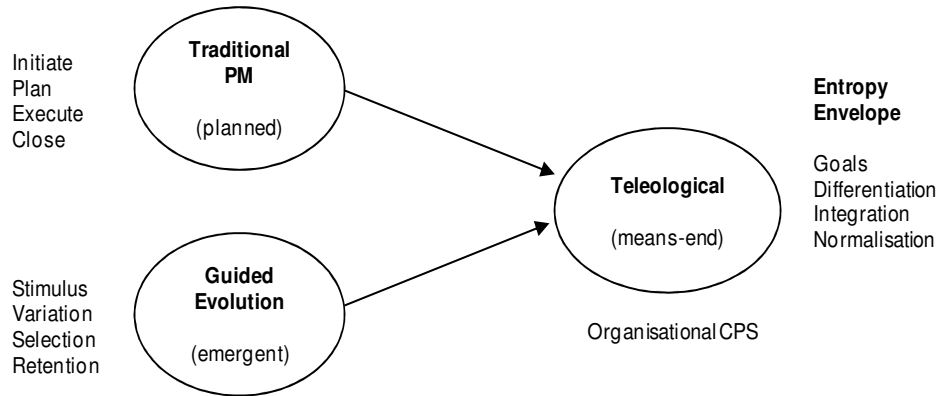 Initiate
Plan
Execute
Close
Traditional
PM
(planned)
Stimulus
Variation
Selection
Retention
Guided
Evolution
(emergent)
Teleological
(means-end)
Organisational CPS
Entropy
Envelope
Goals
Differentiation
Integration
Normalisation